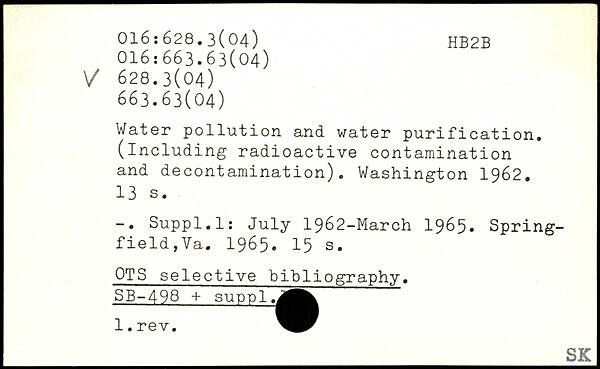 016:628.3(04) HB2B
016:663.63(04)
V 628.3(04)
663.63(04)
Water pollution and water purification.
(Including radioactive contamination
and decontamination). Washington 1962.
13 s.
-. Suppl.1: July 1962-March 1965. Spring-
field,Va. 1965. 15 s.
OTS selective bibliography.
SB-498 + suppl.
1.rev.
SK